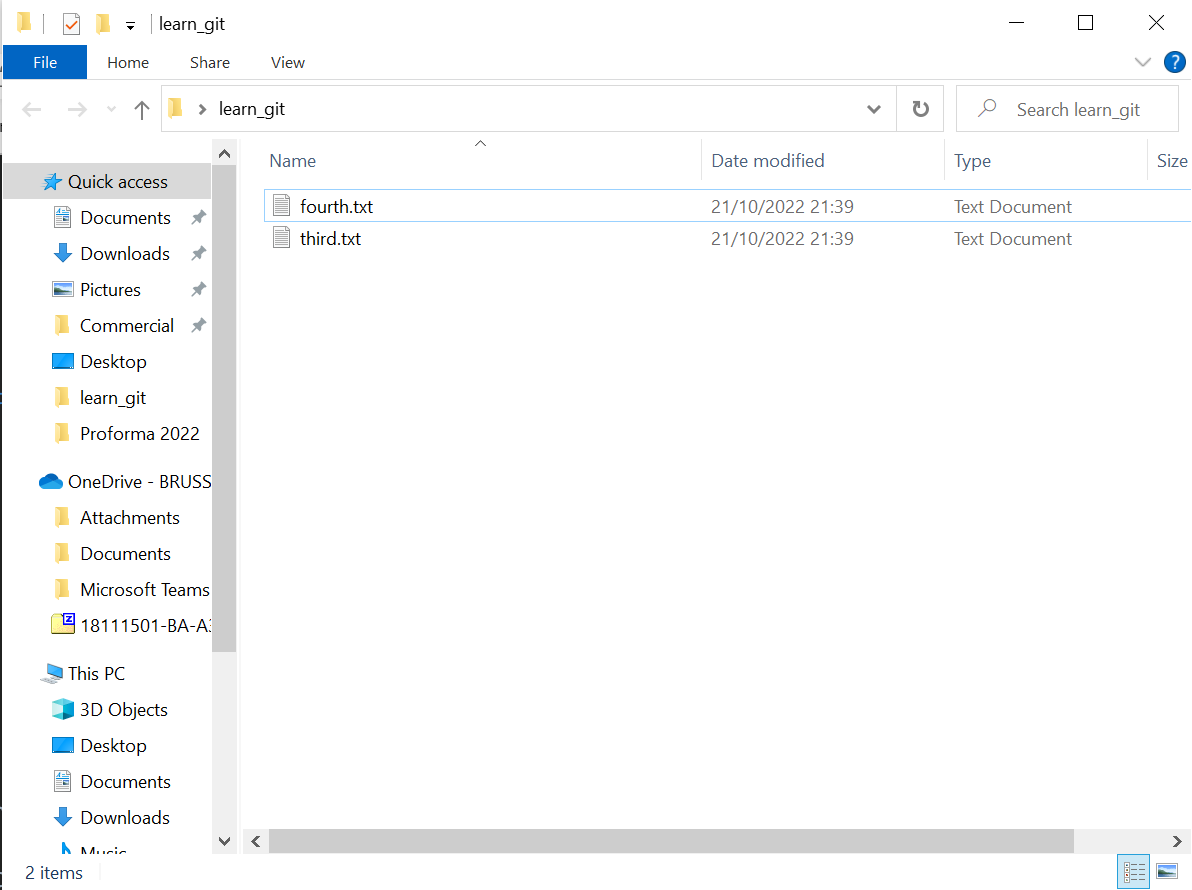 learn_git
File Home Share View ?
learn_git Search learn_git
Name Date modified Type Size
fourth.txt 21/10/2022 21:39 Text Document
third.txt 21/10/2022 21:39 Text Document
Quick access
Documents
Downloads
Pictures
Commercial
Desktop
learn_git
Proforma 2022
OneDrive - BRUSS
Attachments
Documents
Microsoft Teams
18111501-BA-A3
This PC
3D Objects
Desktop
Documents
Downloads
Music
2 items